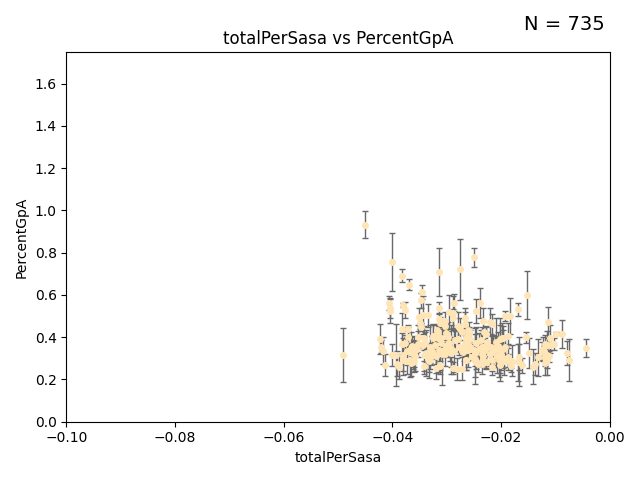 N = 735
totalPerSasa vs PercentGpA
PercentGpA
1.6
1.4
1.2
1.0
0.8
0.6
0.4
0.2
0.0
−0.10 −0.08 −0.06 −0.04 −0.02 0.00
totalPerSasa